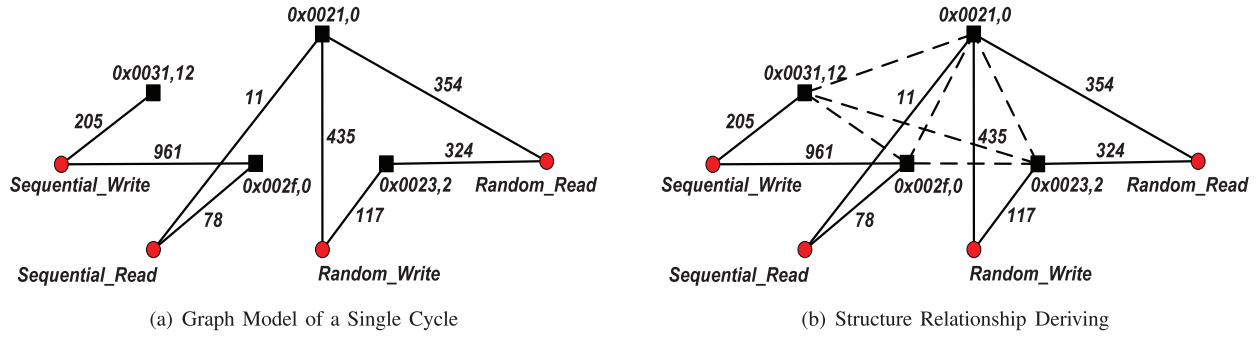 0x0021,0
0x0031,12
354
11
205
435
961
324
Sequential_Write
0x002f,0
0x0023,2
Random_Read
78
117
Sequential_Read
Random_Write
(a) Graph Model of a Single Cycle
0x0021,0
0x0031,12
354
11
205
435
961
324
Sequential_Write
0x002f,0
0x0023,2
Random_Read
78
117
Sequential_Read
Random_Write
(b) Structure Relationship Deriving